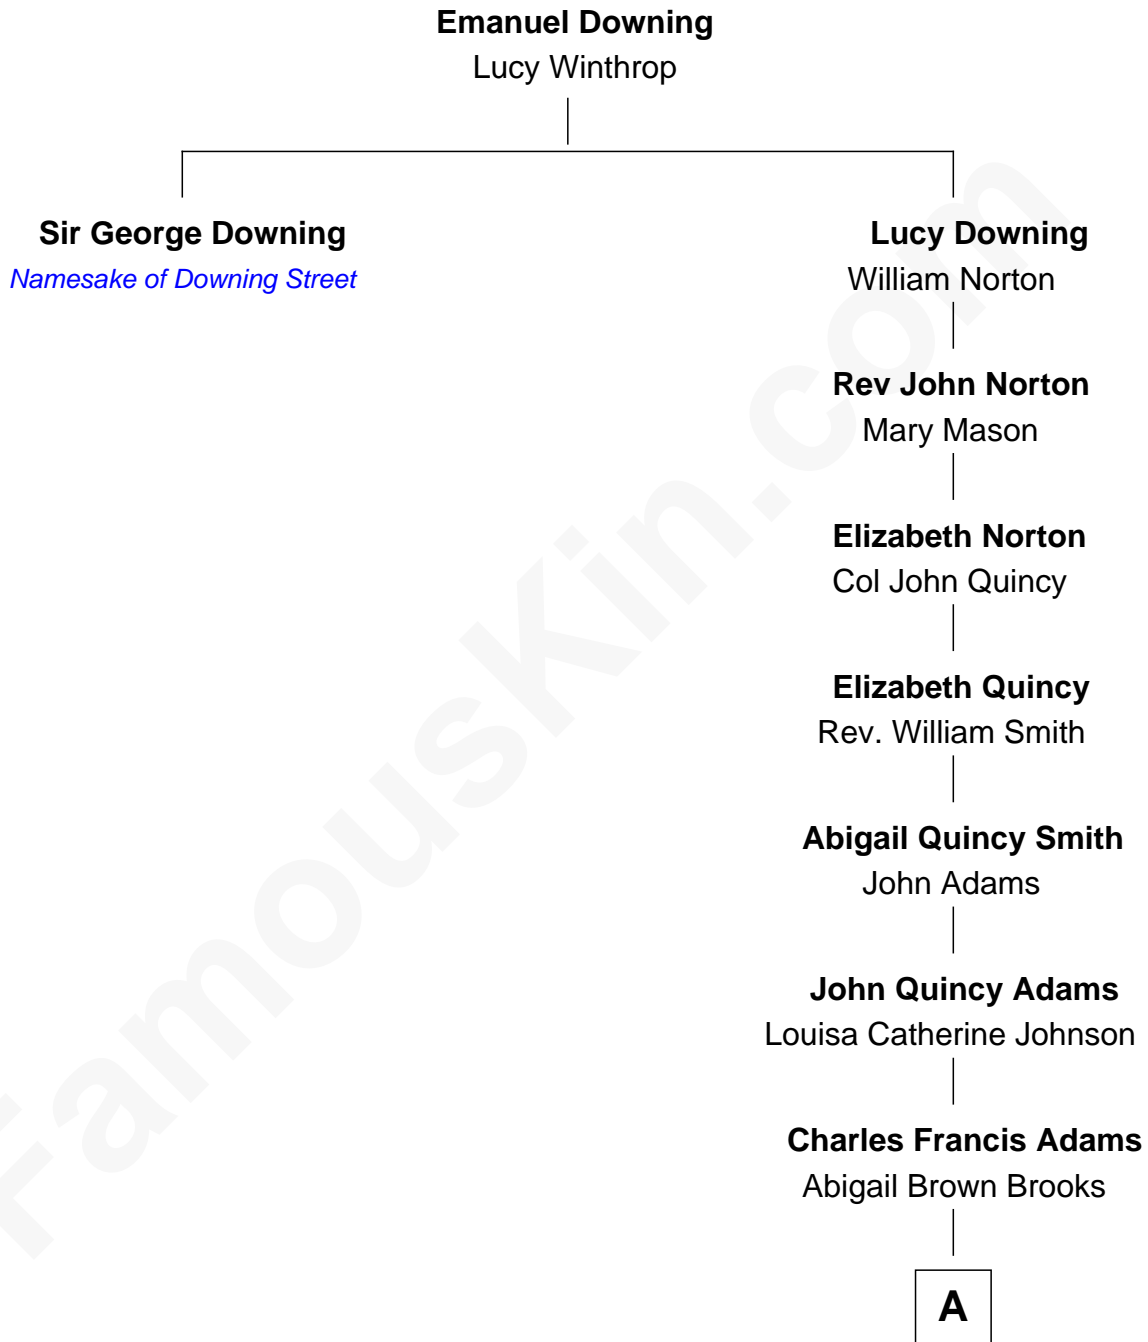 Emanuel Downing
Lucy Winthrop
Sir George Downing
Namesake of Downing Street
Lucy Downing
William Norton
Rev John Norton
Mary Mason
Elizabeth Norton
Col John Quincy
Elizabeth Quincy
Rev. William Smith
Abigail Quincy Smith
John Adams
John Quincy Adams
Louisa Catherine Johnson
Charles Francis Adams
Abigail Brown Brooks
A
FamousKin.com